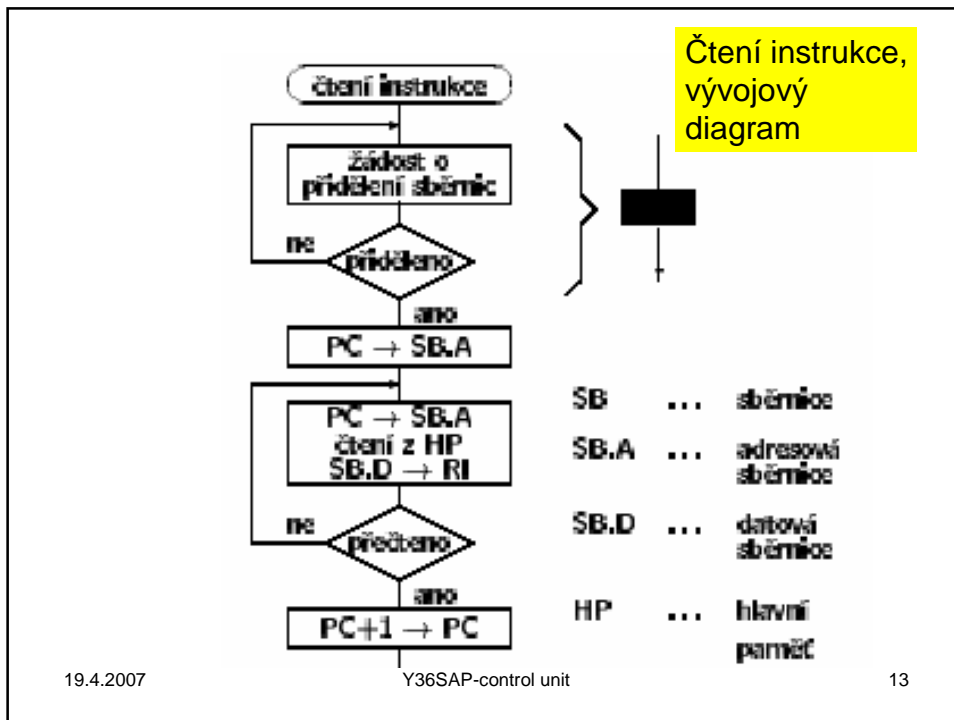 Čtení instrukce,
vývojový
diagram
čtení instrukce
žádost o
přidělení sběrnic
ne
přiděleno
ano
PC → SB.A
PC → SB.A
čtení z HP
SB.D → RI
ne
přečteno
ano
PC+1 → PC
SB ... sběrnice
SB.A ... adresová
sběrnice
SB.D ... datová
sběrnice
HP ... hlavní
paměť
19.4.2007 Y36SAP-control unit 13